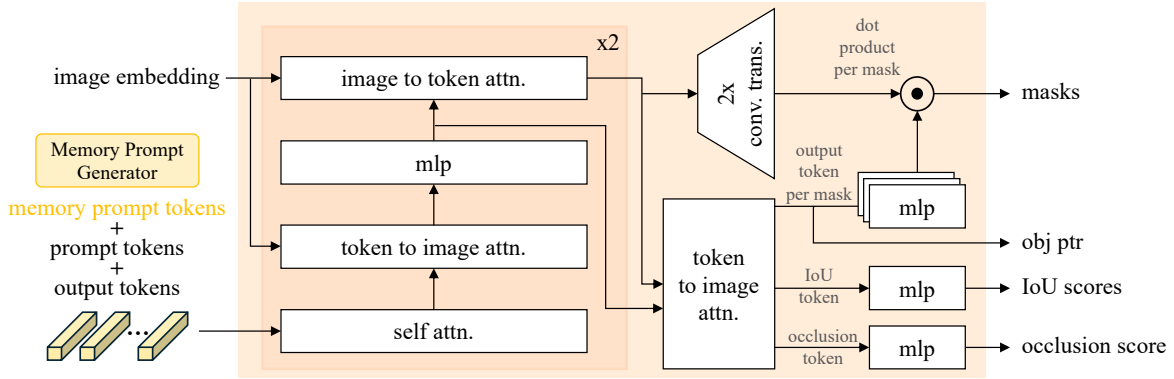 image embedding
Memory Prompt
Generator
memory prompt tokens
+
prompt tokens
+
output tokens
...
x2
image to token attn.
mlp
token to image attn.
self attn.
2x
conv. trans.
dot
product
per mask
masks
output
token
per mask
mlp
obj ptr
token
to image
attn.
IoU
token
mlp
IoU scores
occlusion
token
mlp
occlusion score